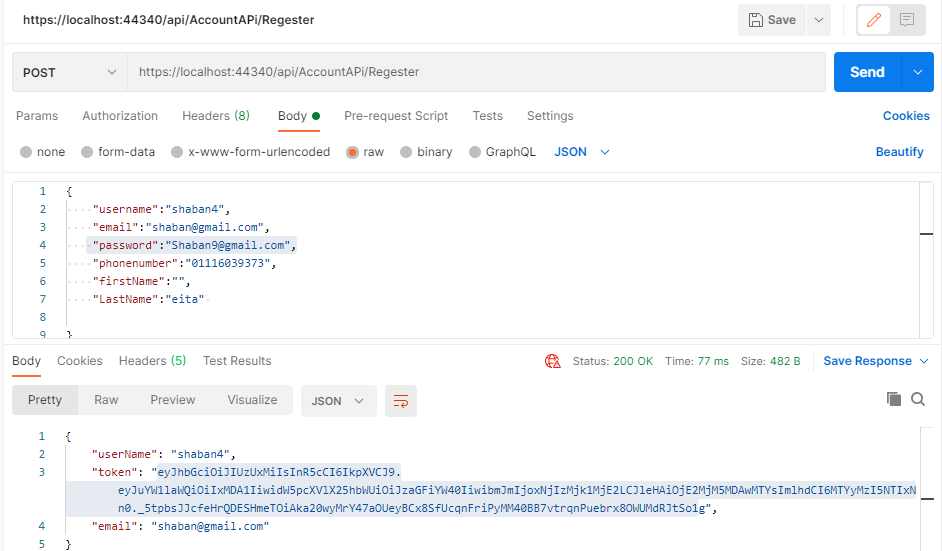 https://localhost:44340/api/AccountAPi/Regester
Save
POST
https://localhost:44340/api/AccountAPi/Regester
Send
Params Authorization Headers (8) Body Pre-request Script Tests Settings Cookies
none form-data x-www-form-urlencoded raw binary GraphQL JSON Beautify
1 {
2 "username":"shaban4",
3 "email":"shaban@gmail.com",
4 "password":"Shaban9@gmail.com",
5 "phonenumber":"01116039373",
6 "firstName":"",
7 "LastName":"eita"
8
9 }
Body Cookies Headers (5) Test Results Status: 200 OK Time: 77 ms Size: 482 B Save Response
Pretty Raw Preview Visualize JSON
1 {
2 "userName": "shaban4",
3 "token": "eyJhbGciOiJIUzUxMiIsInR5cCI6IkpXVCJ9.
eyJuYW1laWQiOiIxMDA1IiwidW5pcXVlX25hbWUiOiJzaGFiYW40IiwibmJmIjoxNjIzMjk1MjE2LCJleHAiOjE2MjM5MDAwMTYsImlhdCI6MTYyMzI5NTIxN
n0._5tpbsJJcfeHrQDESHmeTOiAka20wyMrY47aOUeyBCx8SfUcqnFriPyMM40BB7vtrqnPuebrx8OWUMdRJtSo1g",
4 "email": "shaban@gmail.com"
5 }